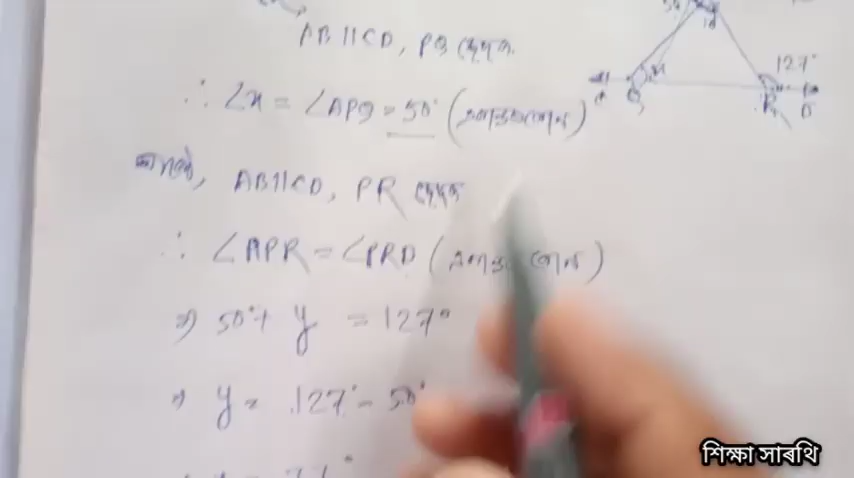 AB||CD, PQ ছেদক
∴ ∠x = ∠APQ = 50° (একান্তৰ কোণ)
আকৌ, AB||CD, PR ছেদক
∴ ∠APR = ∠PRD (একান্তৰ কোণ)
⇒ 50° + y = 127°
⇒ y = 127° - 50°
127°
x
Q
R
D
শিক্ষা সাৰথি